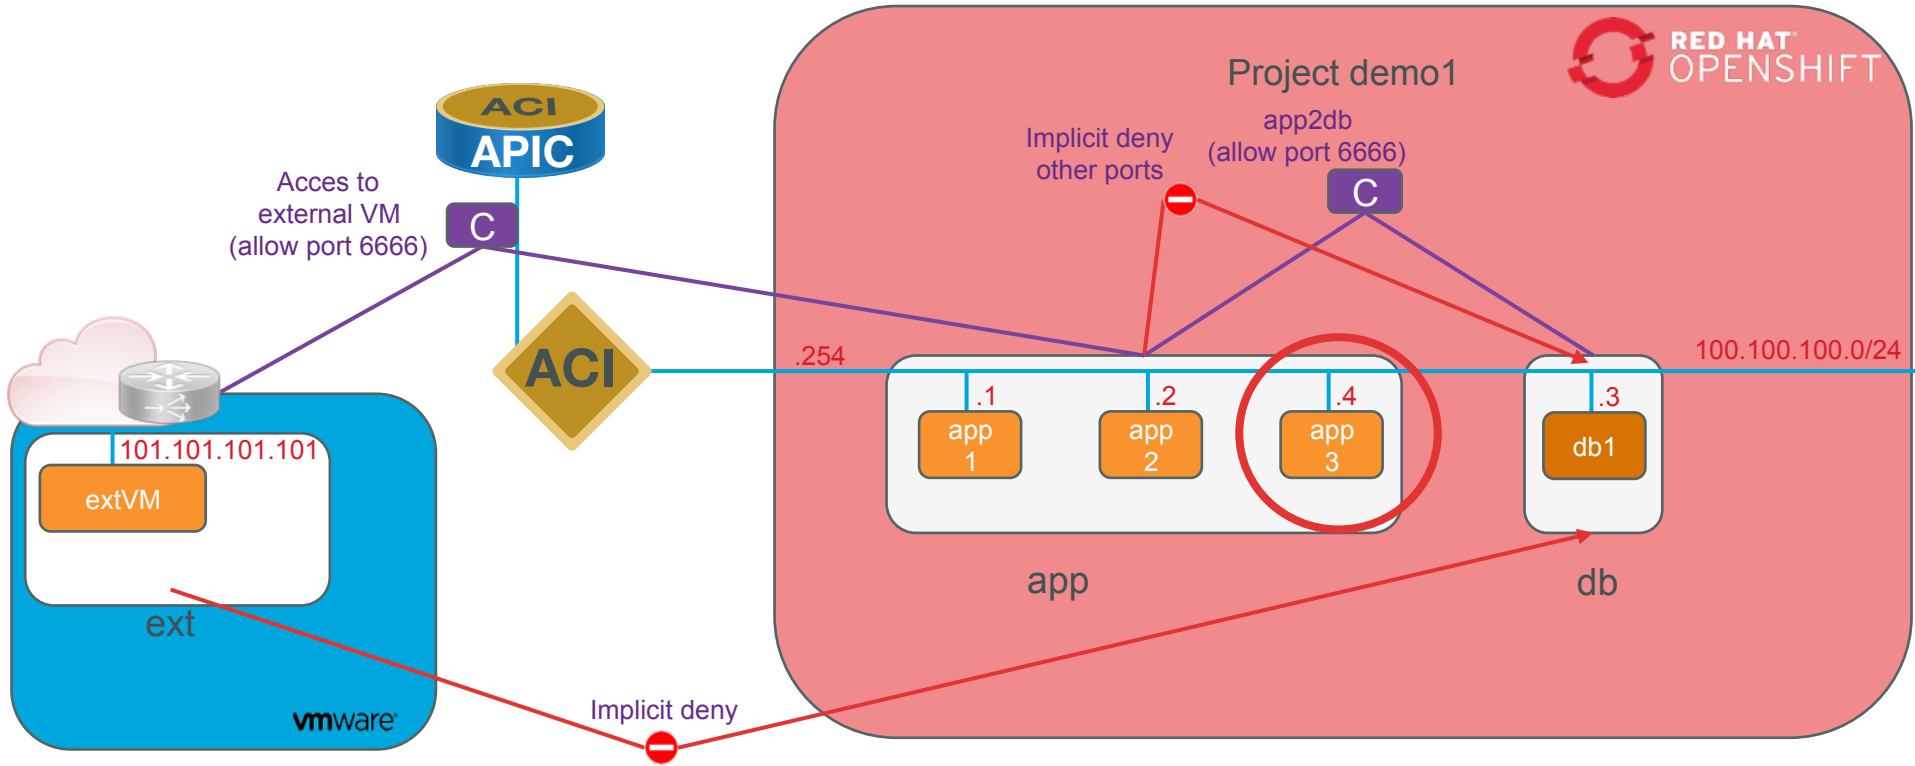 RED HAT
OPENSHIFT
Project demo1
ACI
APIC
app2db
(allow port 6666)
Implicit deny
other ports
C
Acces to
external VM
(allow port 6666)
C
ACI
.254
100.100.100.0/24
.1
.2
.4
.3
app
1
app
2
app
3
db1
101.101.101.101
extVM
app
db
ext
Implicit deny
vmware